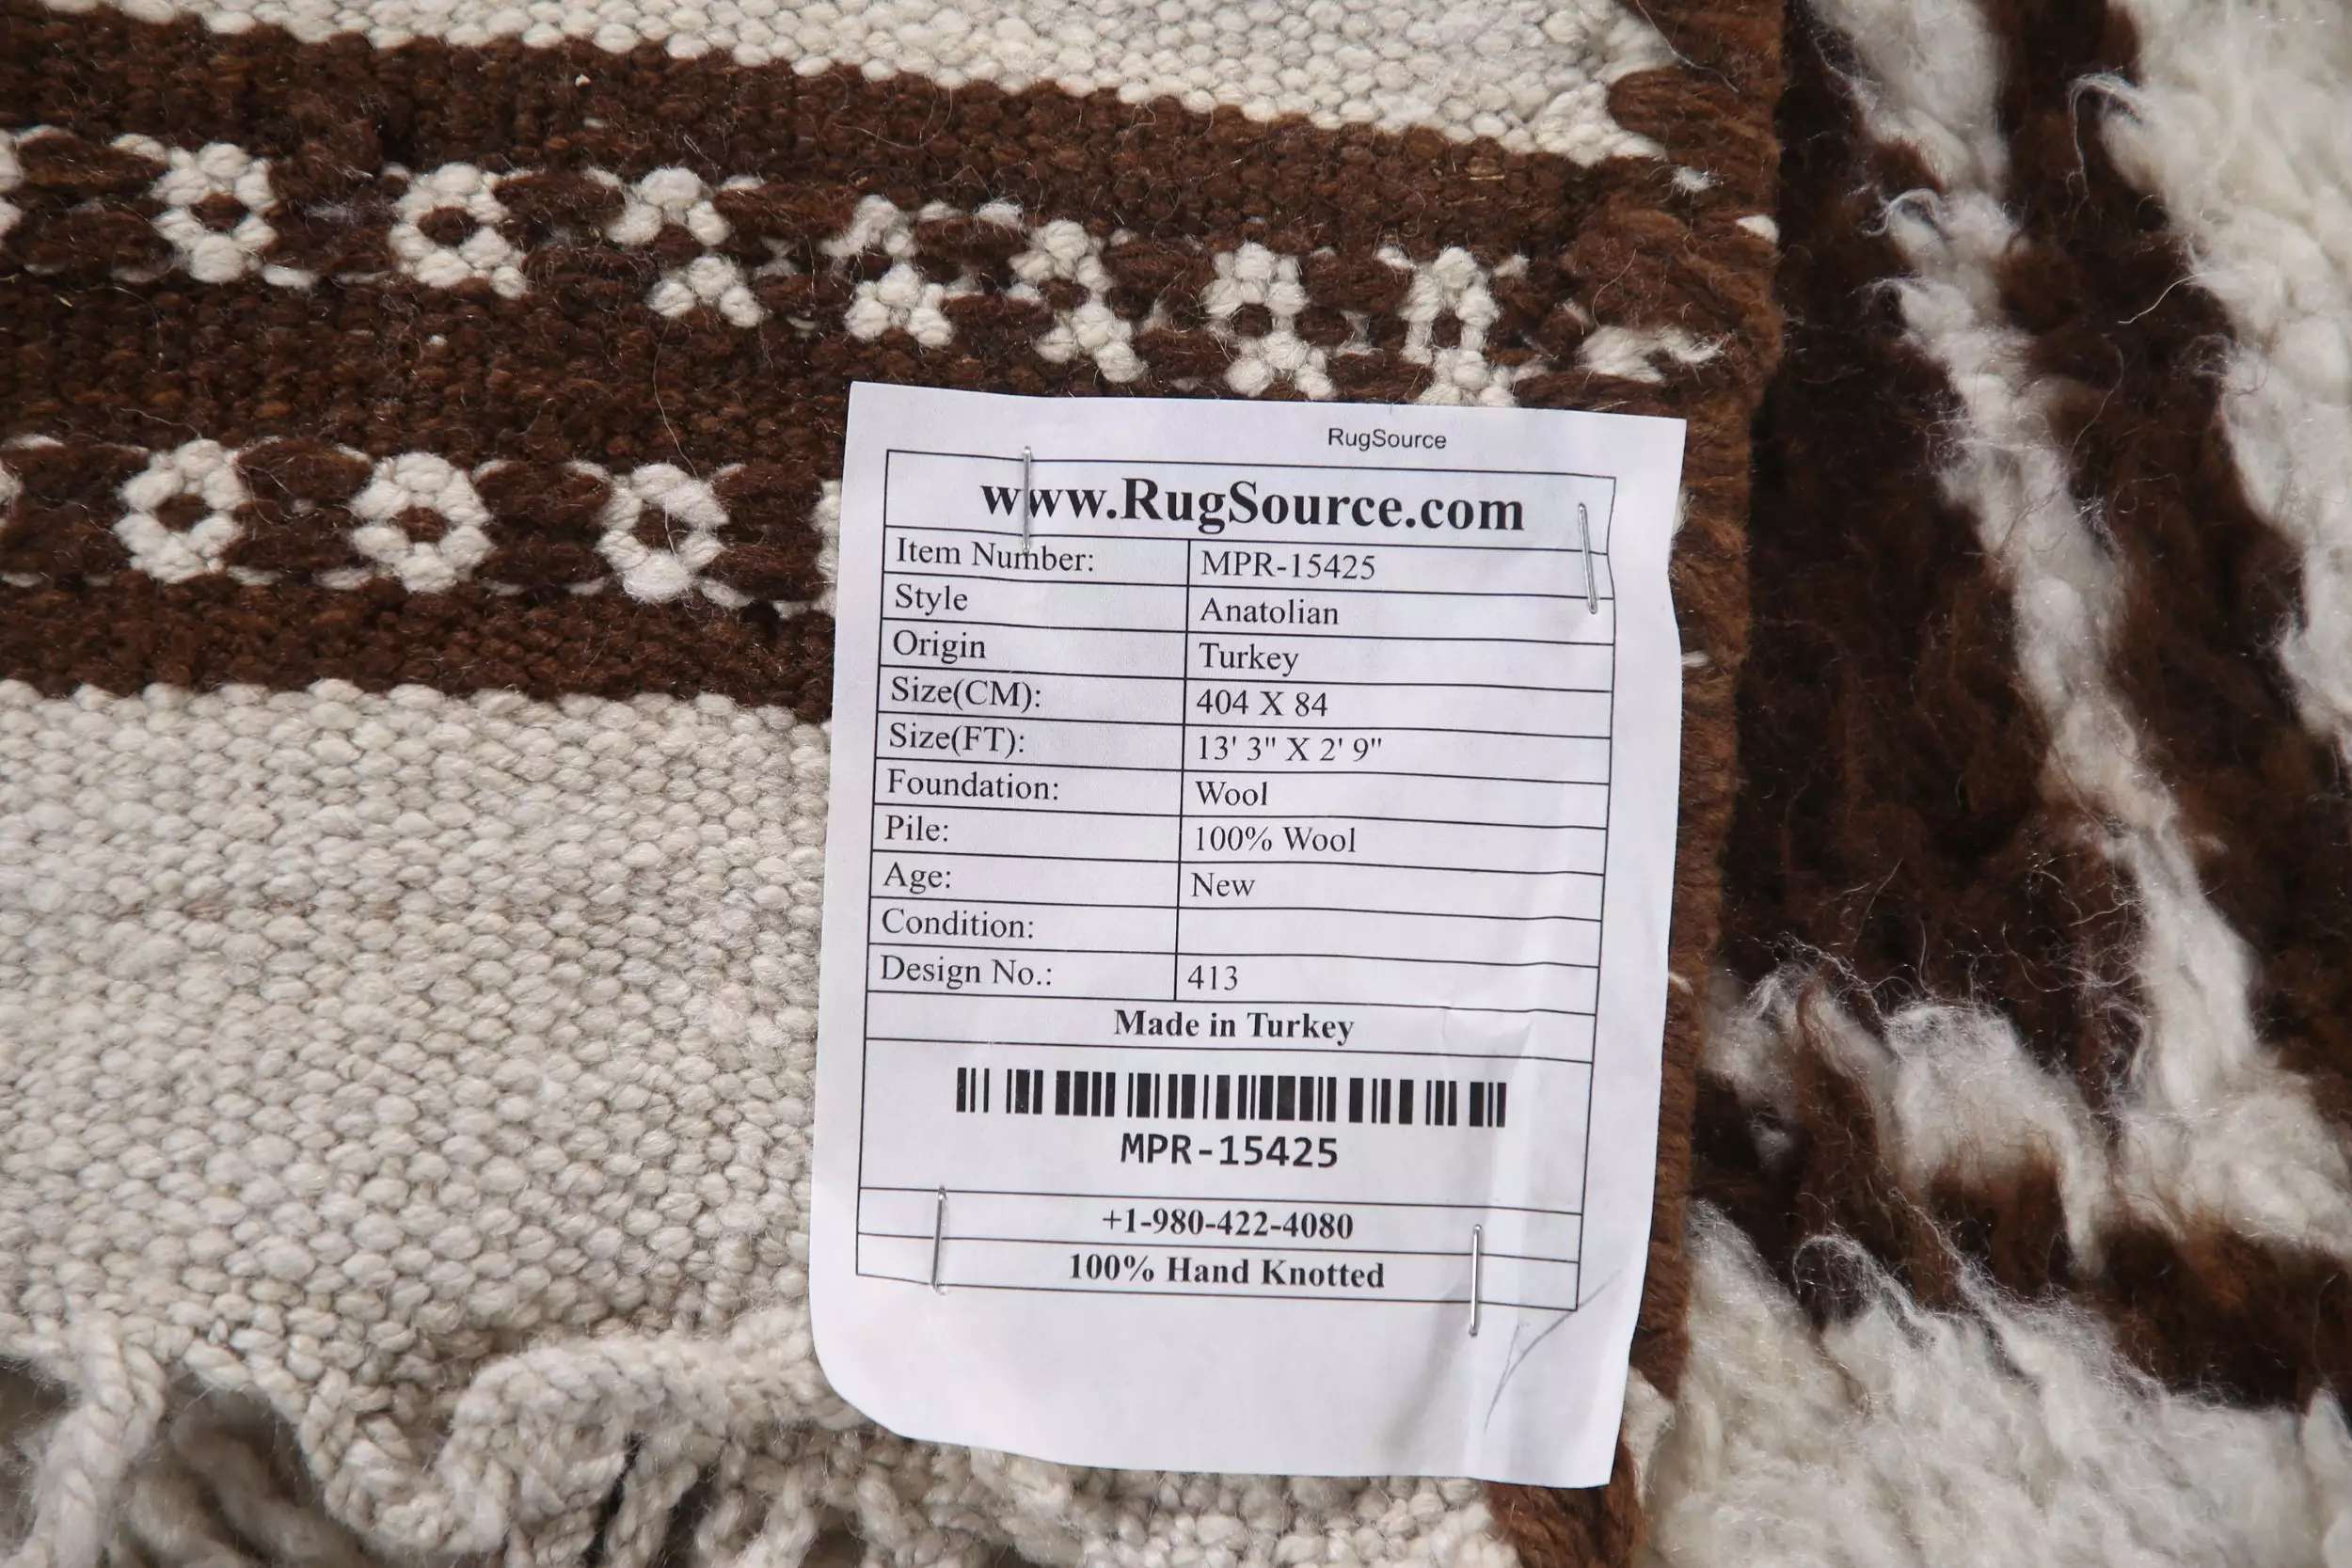 RugSource
www.RugSource.com
Item Number: MPR-15425
Style Anatolian
Origin Turkey
Size(CM): 404 X 84
Size(FT): 13' 3" X 2' 9"
Foundation: Wool
Pile: 100% Wool
Age: New
Condition:
Design No.: 413
Made in Turkey
MPR-15425
+1-980-422-4080
100% Hand Knotted